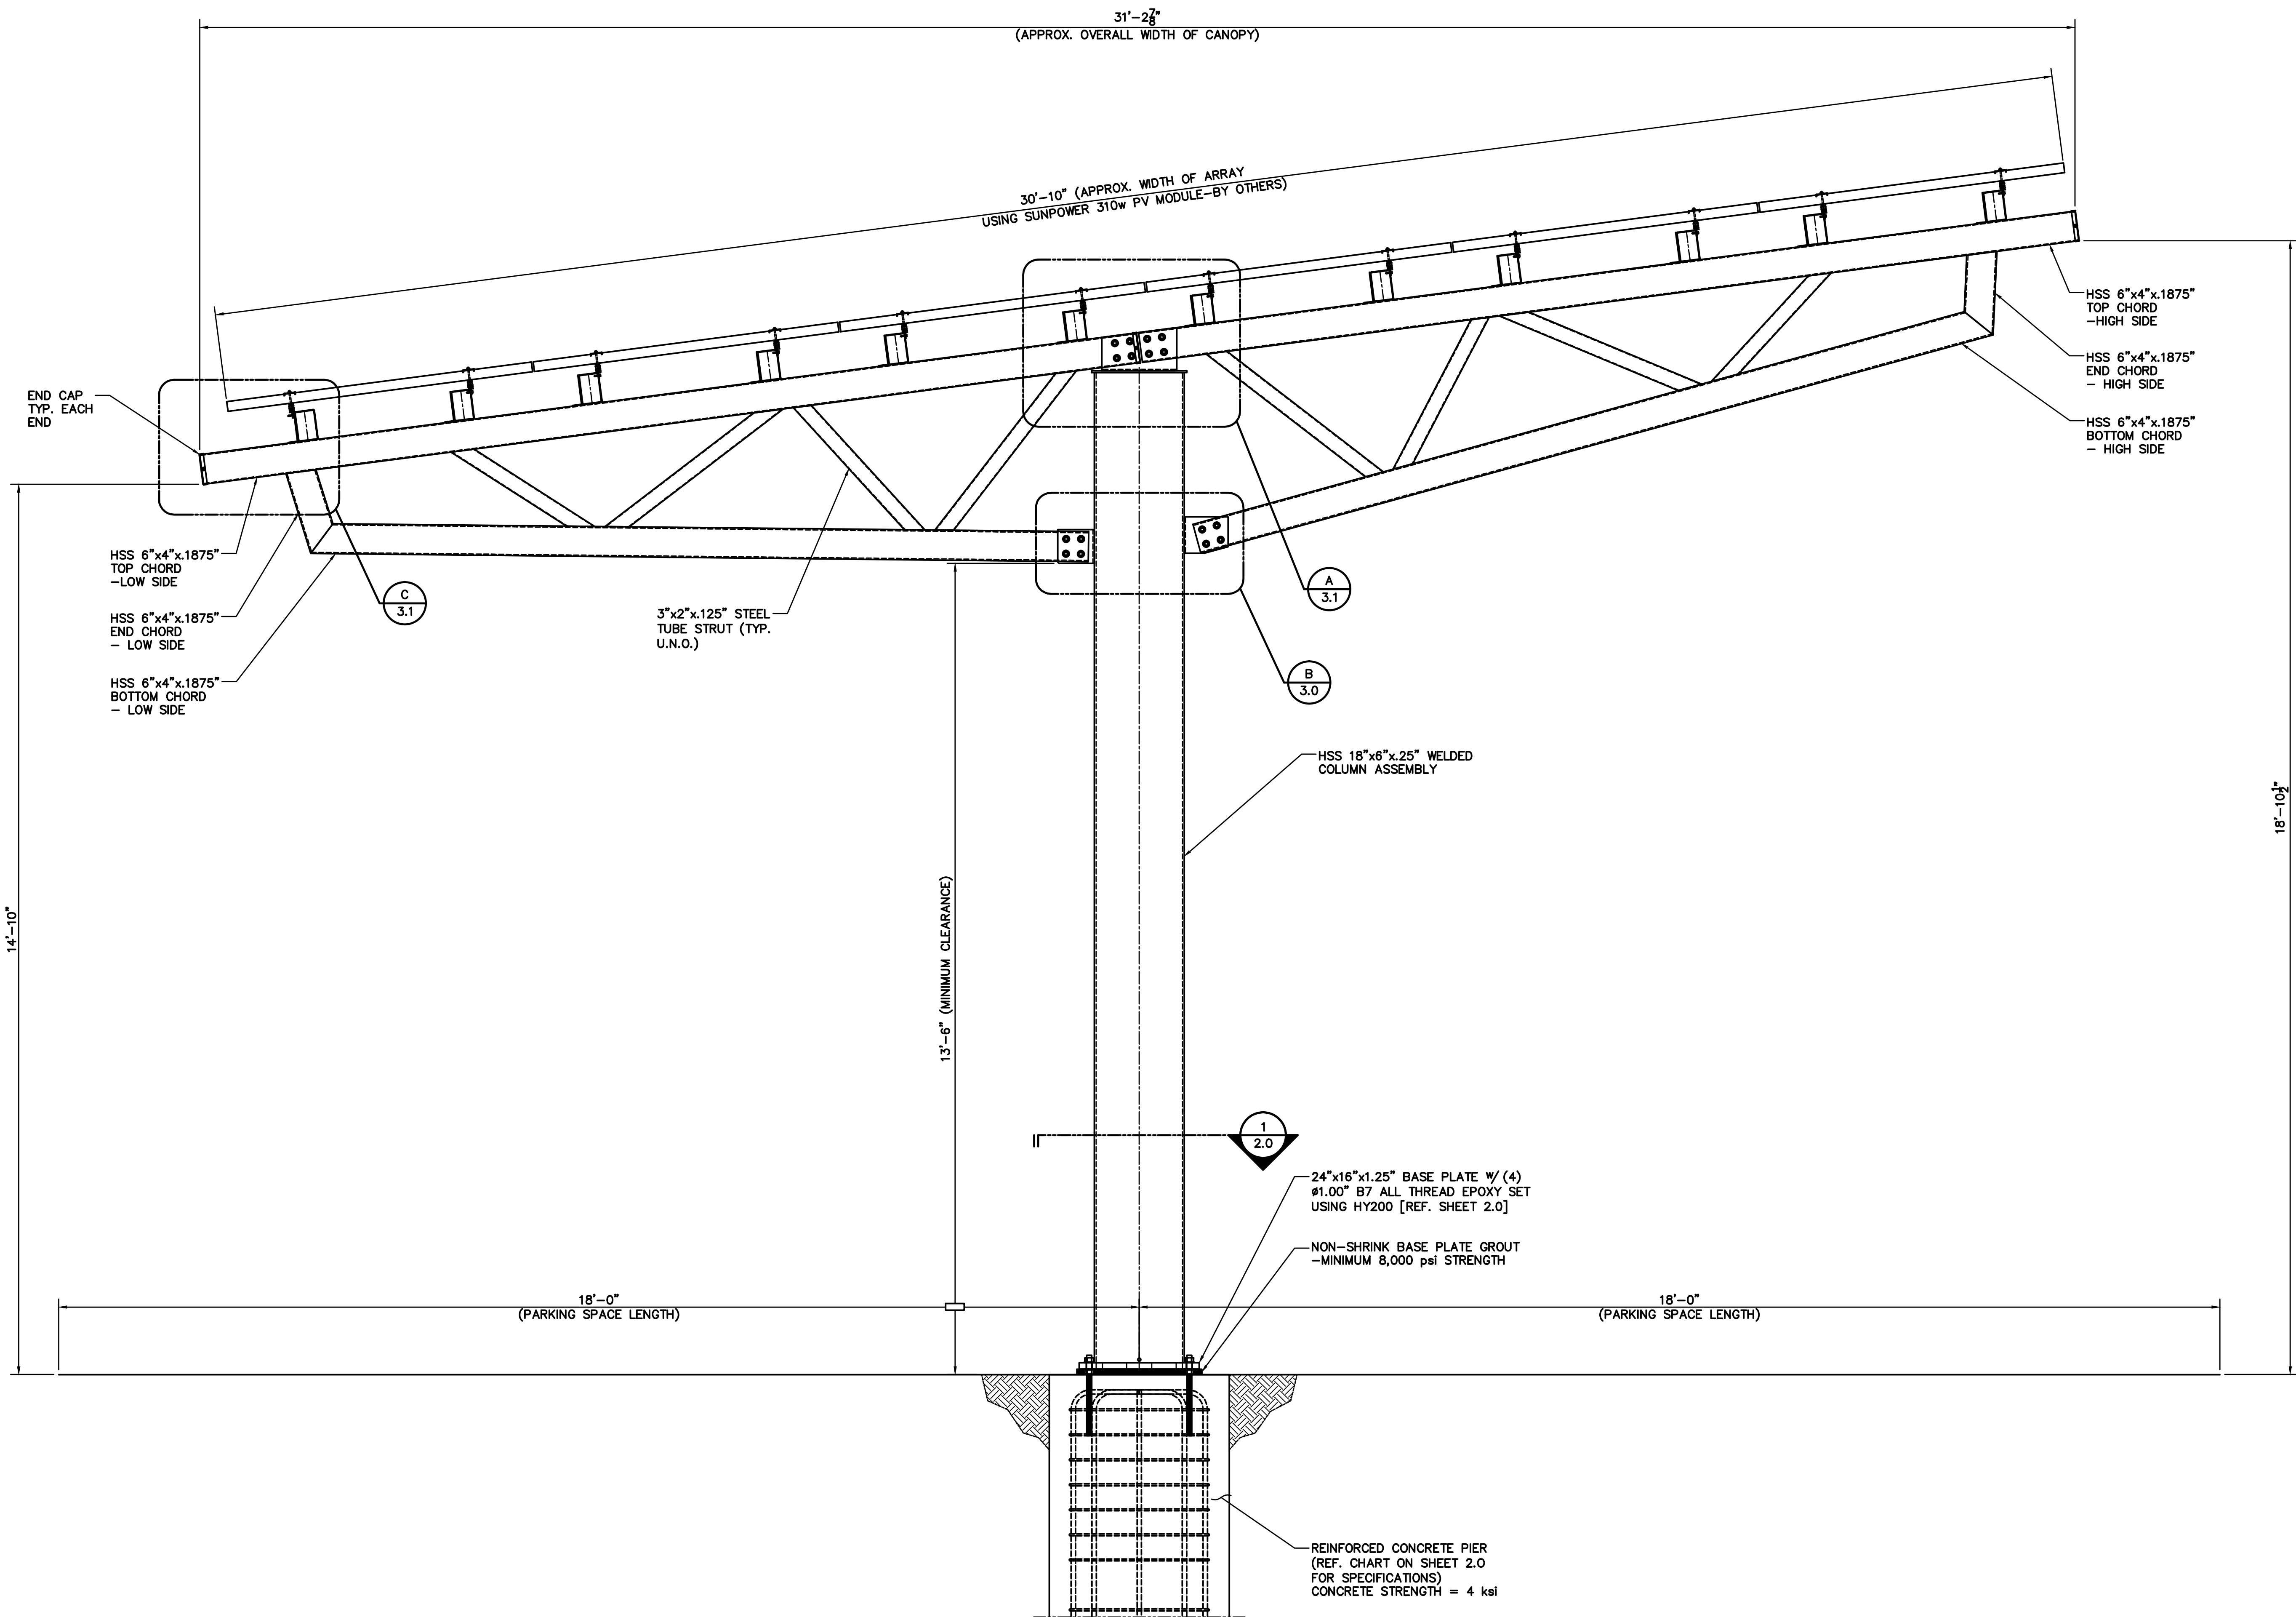 31'-2 7/8"
(APPROX. OVERALL WIDTH OF CANOPY)
30'-10" (APPROX. WIDTH OF ARRAY
USING SUNPOWER 310w PV MODULE-BY OTHERS)
END CAP
TYP. EACH
END
HSS 6"x4"x.1875"
TOP CHORD
-HIGH SIDE
HSS 6"x4"x.1875"
END CHORD
- HIGH SIDE
HSS 6"x4"x.1875"
BOTTOM CHORD
- HIGH SIDE
HSS 6"x4"x.1875"
TOP CHORD
-LOW SIDE
HSS 6"x4"x.1875"
END CHORD
- LOW SIDE
HSS 6"x4"x.1875"
BOTTOM CHORD
- LOW SIDE
C
3.1
3"x2"x.125" STEEL
TUBE STRUT (TYP.
U.N.O.)
A
3.1
B
3.0
HSS 18"x6"x.25" WELDED
COLUMN ASSEMBLY
14'-10"
13'-6" (MINIMUM CLEARANCE)
18'-10 1/2"
1
2.0
24"x16"x1.25" BASE PLATE w/ (4)
ø1.00" B7 ALL THREAD EPOXY SET
USING HY200 [REF. SHEET 2.0]
NON-SHRINK BASE PLATE GROUT
-MINIMUM 8,000 psi STRENGTH
18'-0"
(PARKING SPACE LENGTH)
18'-0"
(PARKING SPACE LENGTH)
REINFORCED CONCRETE PIER
(REF. CHART ON SHEET 2.0
FOR SPECIFICATIONS)
CONCRETE STRENGTH = 4 ksi